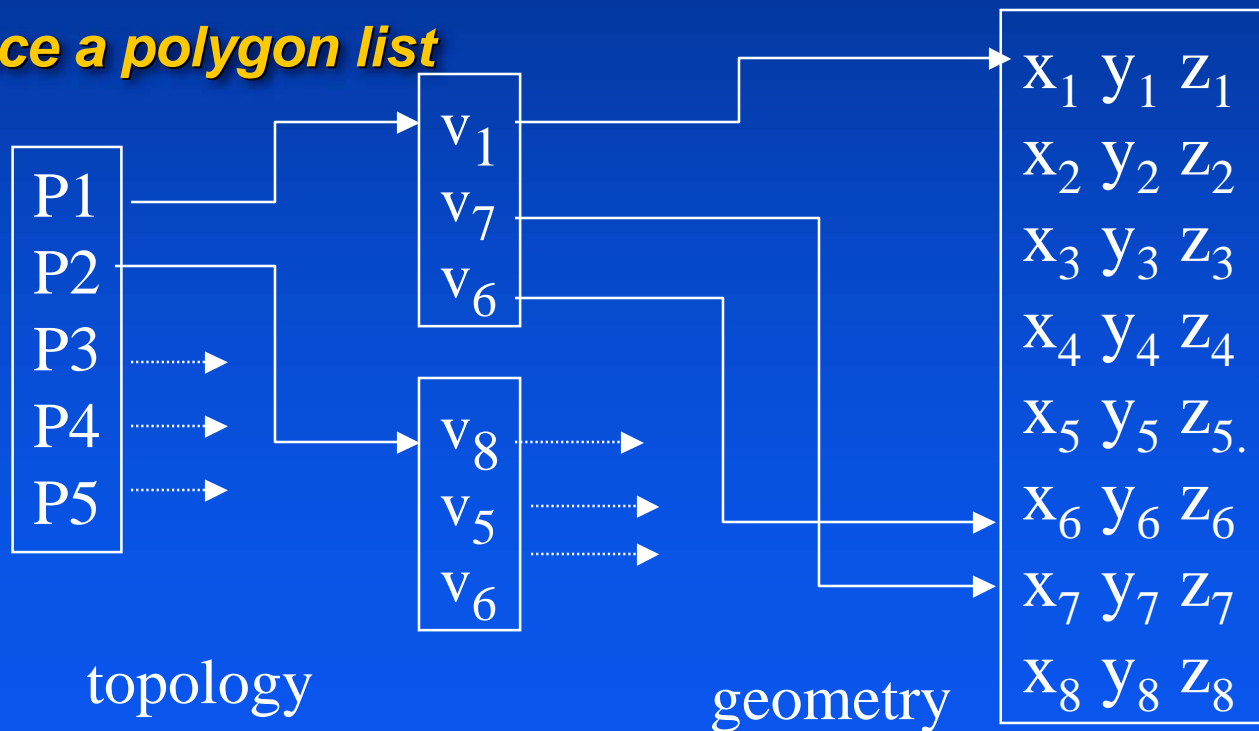 ce a polygon list
P1
P2
P3
P4
P5
v₁
v₇
v₆
v₈
v₅
v₆
x₁ y₁ z₁
x₂ y₂ z₂
x₃ y₃ z₃
x₄ y₄ z₄
x₅ y₅ z₅.
x₆ y₆ z₆
x₇ y₇ z₇
x₈ y₈ z₈
topology
geometry